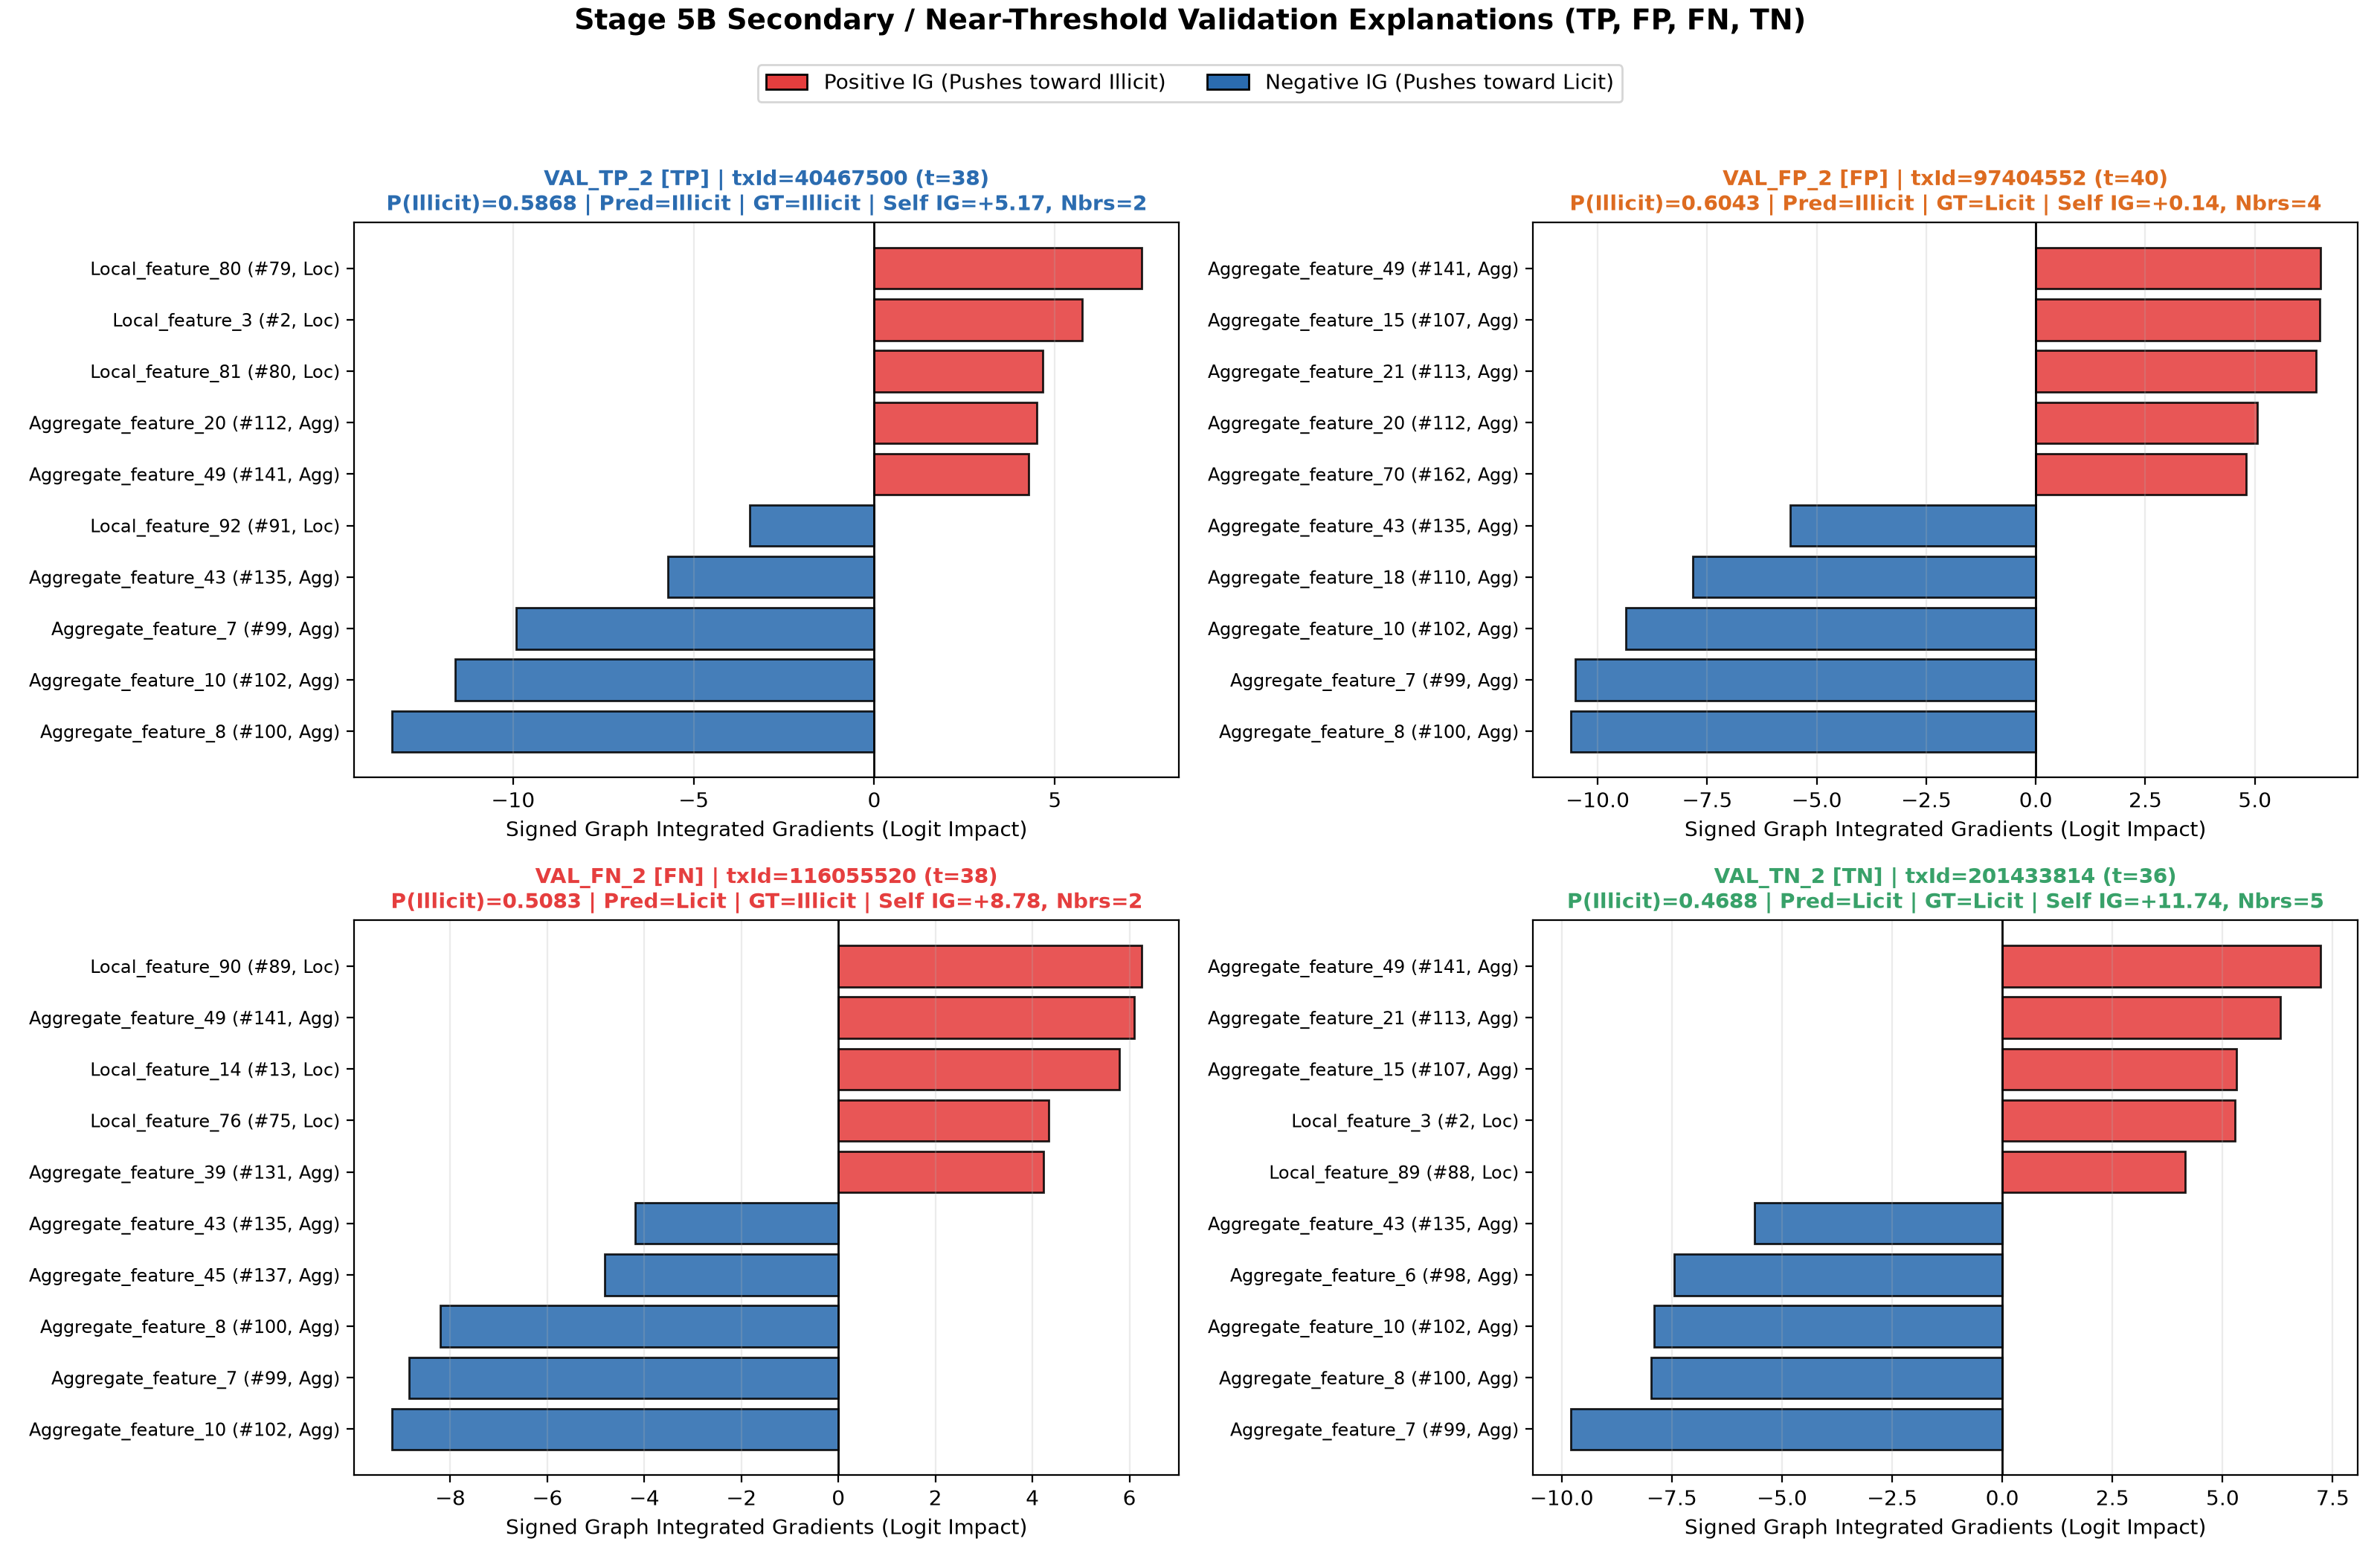 Stage 5B Secondary / Near-Threshold Validation Explanations (TP, FP, FN, TN)
Positive IG (Pushes toward Illicit)
Negative IG (Pushes toward Licit)
VAL_TP_2 [TP] | txId=40467500 (t=38)
P(Illicit)=0.5868 | Pred=Illicit | GT=Illicit | Self IG=+5.17, Nbrs=2
Local_feature_80 (#79, Loc)
Local_feature_3 (#2, Loc)
Local_feature_81 (#80, Loc)
Aggregate_feature_20 (#112, Agg)
Aggregate_feature_49 (#141, Agg)
Local_feature_92 (#91, Loc)
Aggregate_feature_43 (#135, Agg)
Aggregate_feature_7 (#99, Agg)
Aggregate_feature_10 (#102, Agg)
Aggregate_feature_8 (#100, Agg)
−10 −5 0 5
Signed Graph Integrated Gradients (Logit Impact)
VAL_FP_2 [FP] | txId=97404552 (t=40)
P(Illicit)=0.6043 | Pred=Illicit | GT=Licit | Self IG=+0.14, Nbrs=4
Aggregate_feature_49 (#141, Agg)
Aggregate_feature_15 (#107, Agg)
Aggregate_feature_21 (#113, Agg)
Aggregate_feature_20 (#112, Agg)
Aggregate_feature_70 (#162, Agg)
Aggregate_feature_43 (#135, Agg)
Aggregate_feature_18 (#110, Agg)
Aggregate_feature_10 (#102, Agg)
Aggregate_feature_7 (#99, Agg)
Aggregate_feature_8 (#100, Agg)
−10.0 −7.5 −5.0 −2.5 0.0 2.5 5.0
Signed Graph Integrated Gradients (Logit Impact)
VAL_FN_2 [FN] | txId=116055520 (t=38)
P(Illicit)=0.5083 | Pred=Licit | GT=Illicit | Self IG=+8.78, Nbrs=2
Local_feature_90 (#89, Loc)
Aggregate_feature_49 (#141, Agg)
Local_feature_14 (#13, Loc)
Local_feature_76 (#75, Loc)
Aggregate_feature_39 (#131, Agg)
Aggregate_feature_43 (#135, Agg)
Aggregate_feature_45 (#137, Agg)
Aggregate_feature_8 (#100, Agg)
Aggregate_feature_7 (#99, Agg)
Aggregate_feature_10 (#102, Agg)
−8 −6 −4 −2 0 2 4 6
Signed Graph Integrated Gradients (Logit Impact)
VAL_TN_2 [TN] | txId=201433814 (t=36)
P(Illicit)=0.4688 | Pred=Licit | GT=Licit | Self IG=+11.74, Nbrs=5
Aggregate_feature_49 (#141, Agg)
Aggregate_feature_21 (#113, Agg)
Aggregate_feature_15 (#107, Agg)
Local_feature_3 (#2, Loc)
Local_feature_89 (#88, Loc)
Aggregate_feature_43 (#135, Agg)
Aggregate_feature_6 (#98, Agg)
Aggregate_feature_10 (#102, Agg)
Aggregate_feature_8 (#100, Agg)
Aggregate_feature_7 (#99, Agg)
−10.0 −7.5 −5.0 −2.5 0.0 2.5 5.0 7.5
Signed Graph Integrated Gradients (Logit Impact)